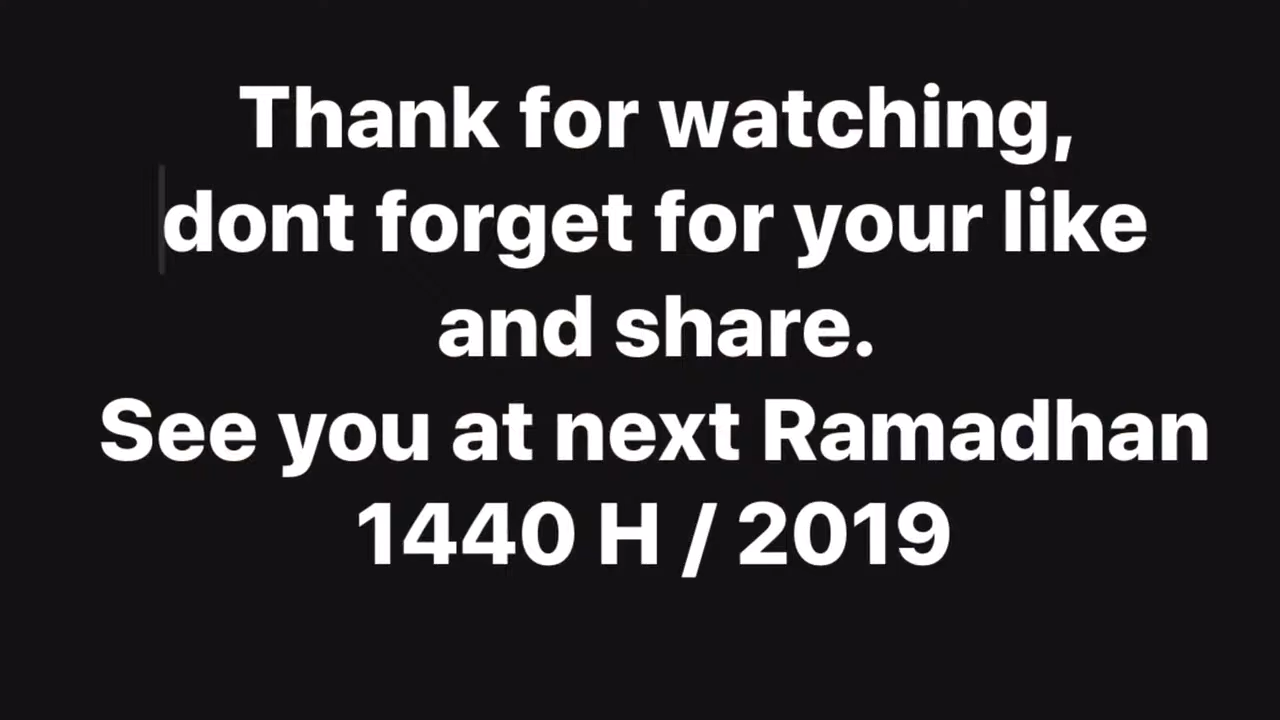 Thank for watching,
dont forget for your like
and share.
See you at next Ramadhan
1440 H / 2019